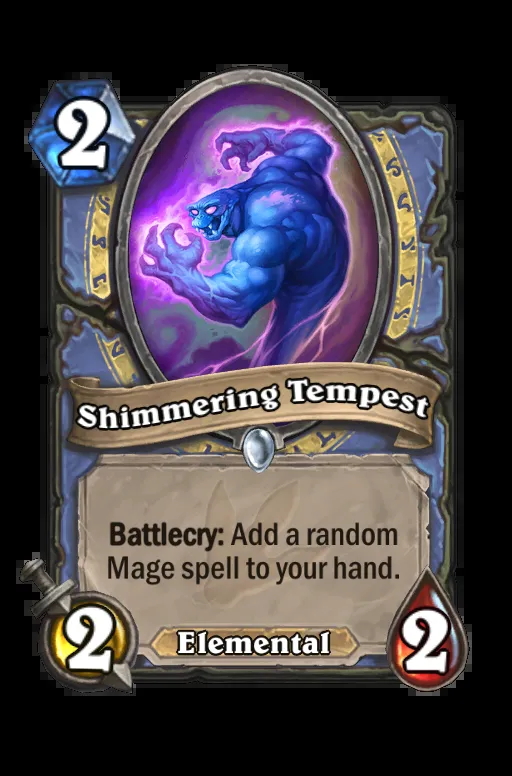 2
Shimmering Tempest
Battlecry: Add a random
Mage spell to your hand.
2
Elemental
2